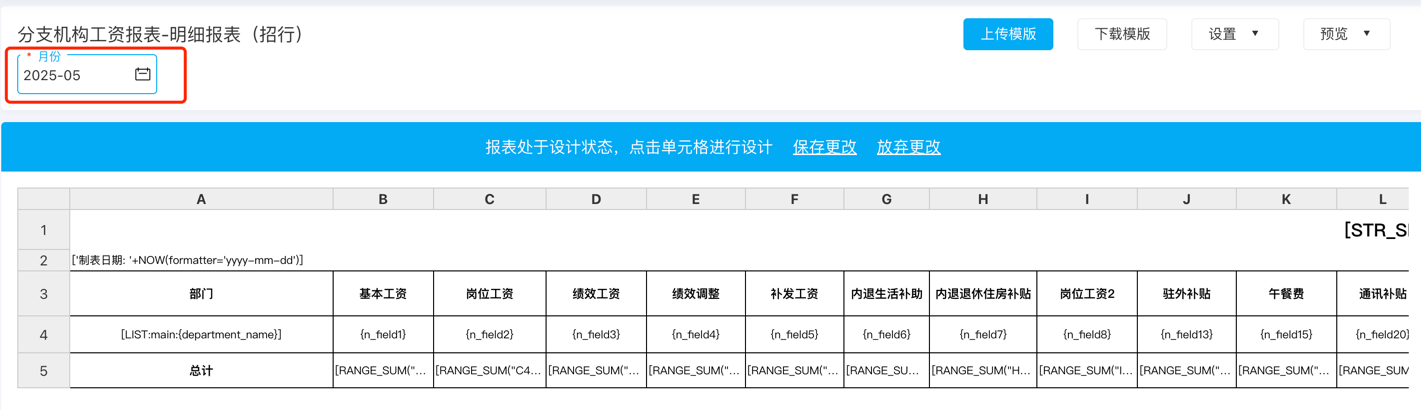 分支机构工资报表-明细报表（招行）
上传模版 下载模版 设置 ▼ 预览 ▼
* 月份
2025-05
报表处于设计状态，点击单元格进行设计 保存更改 放弃更改
A B C D E F G H I J K L
1 [STR_S
2 ['制表日期: '+NOW(formatter='yyyy-mm-dd')]
3 部门 基本工资 岗位工资 绩效工资 绩效调整 补发工资 内退生活补助 内退退休住房补贴 岗位工资2 驻外补贴 午餐费 通讯补贴
4 [LIST:main:{department_name}] {n_field1} {n_field2} {n_field3} {n_field4} {n_field5} {n_field6} {n_field7} {n_field8} {n_field13} {n_field15} {n_field20}
5 总计 [RANGE_SUM("... [RANGE_SUM("C4... [RANGE_SUM("... [RANGE_SUM("... [RANGE_SUM("... [RANGE_SU... [RANGE_SUM("H... [RANGE_SUM("I... [RANGE_SUM("... [RANGE_SUM("... [RANGE_SUM